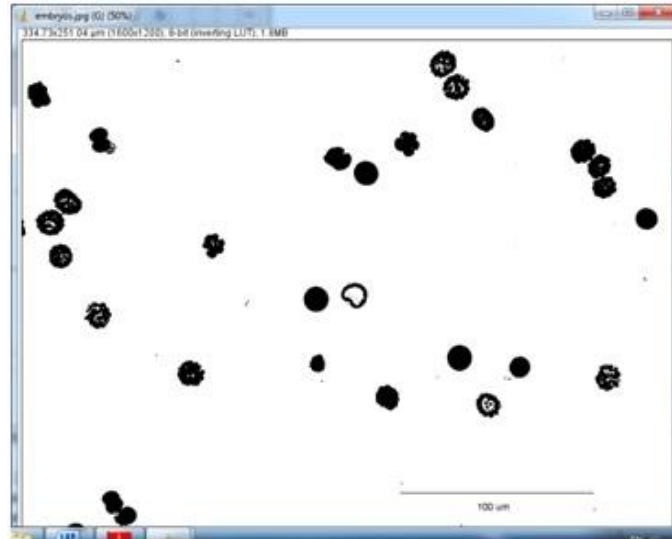 embryos.jpg (G) (50%)
334.73x251.04 µm (1600x1200); 8-bit (inverting LUT); 1.8MB
100 um